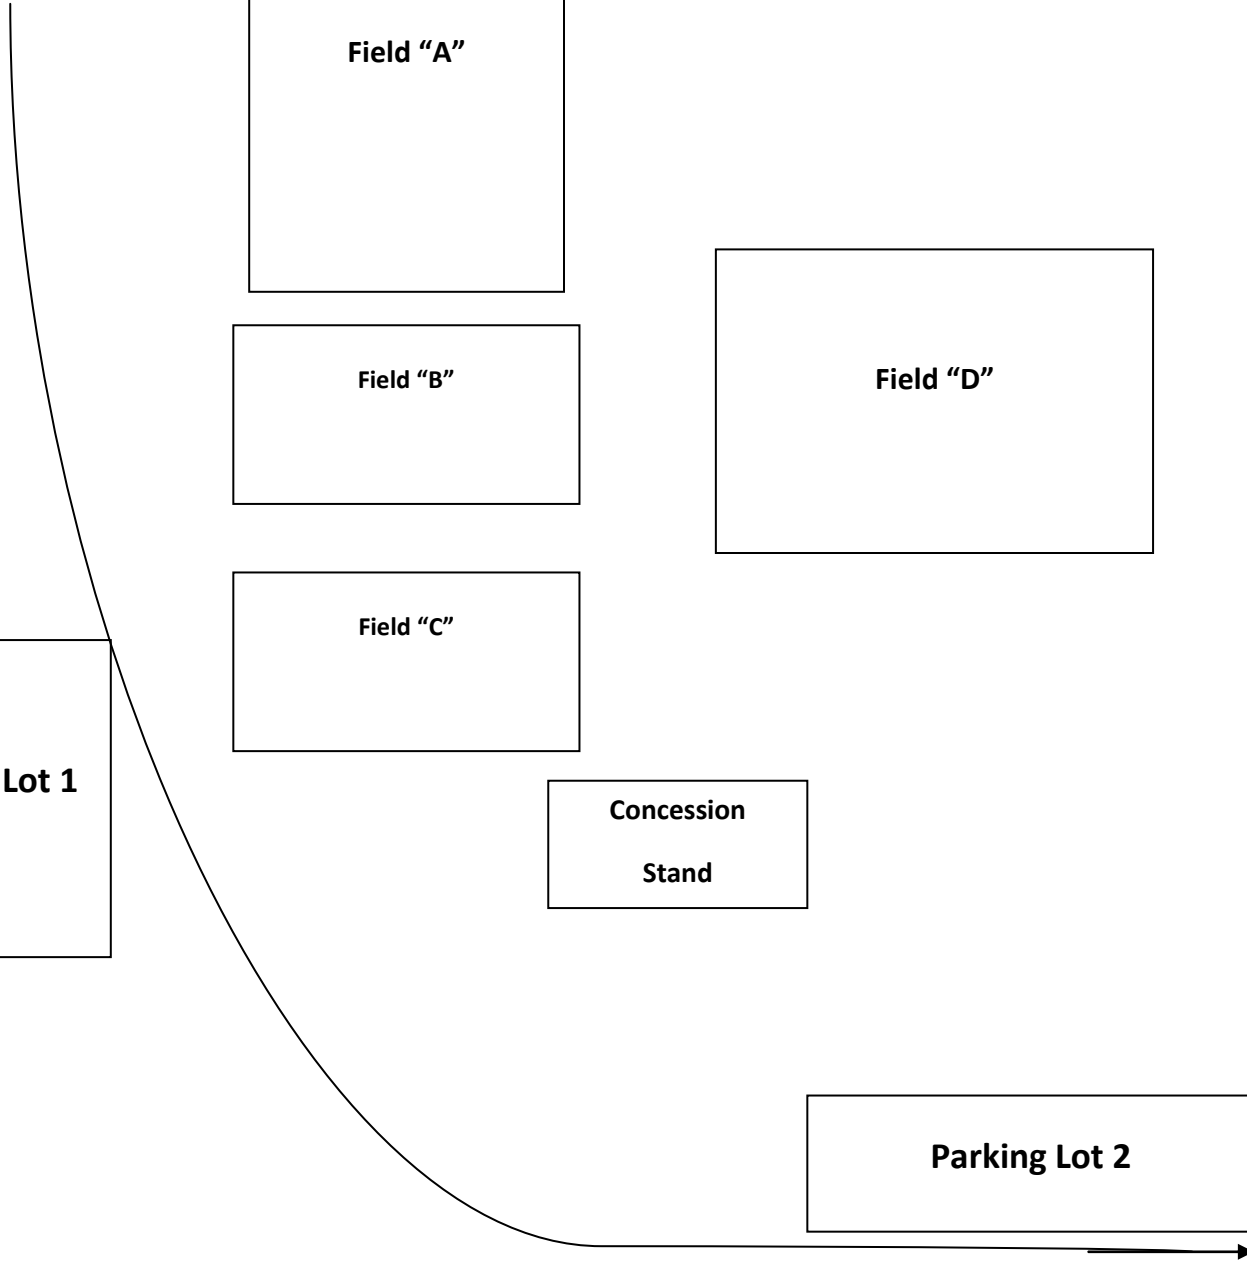 Field “A”
Field “B”
Field “D”
Field “C”
Lot 1
Concession
Stand
Parking Lot 2